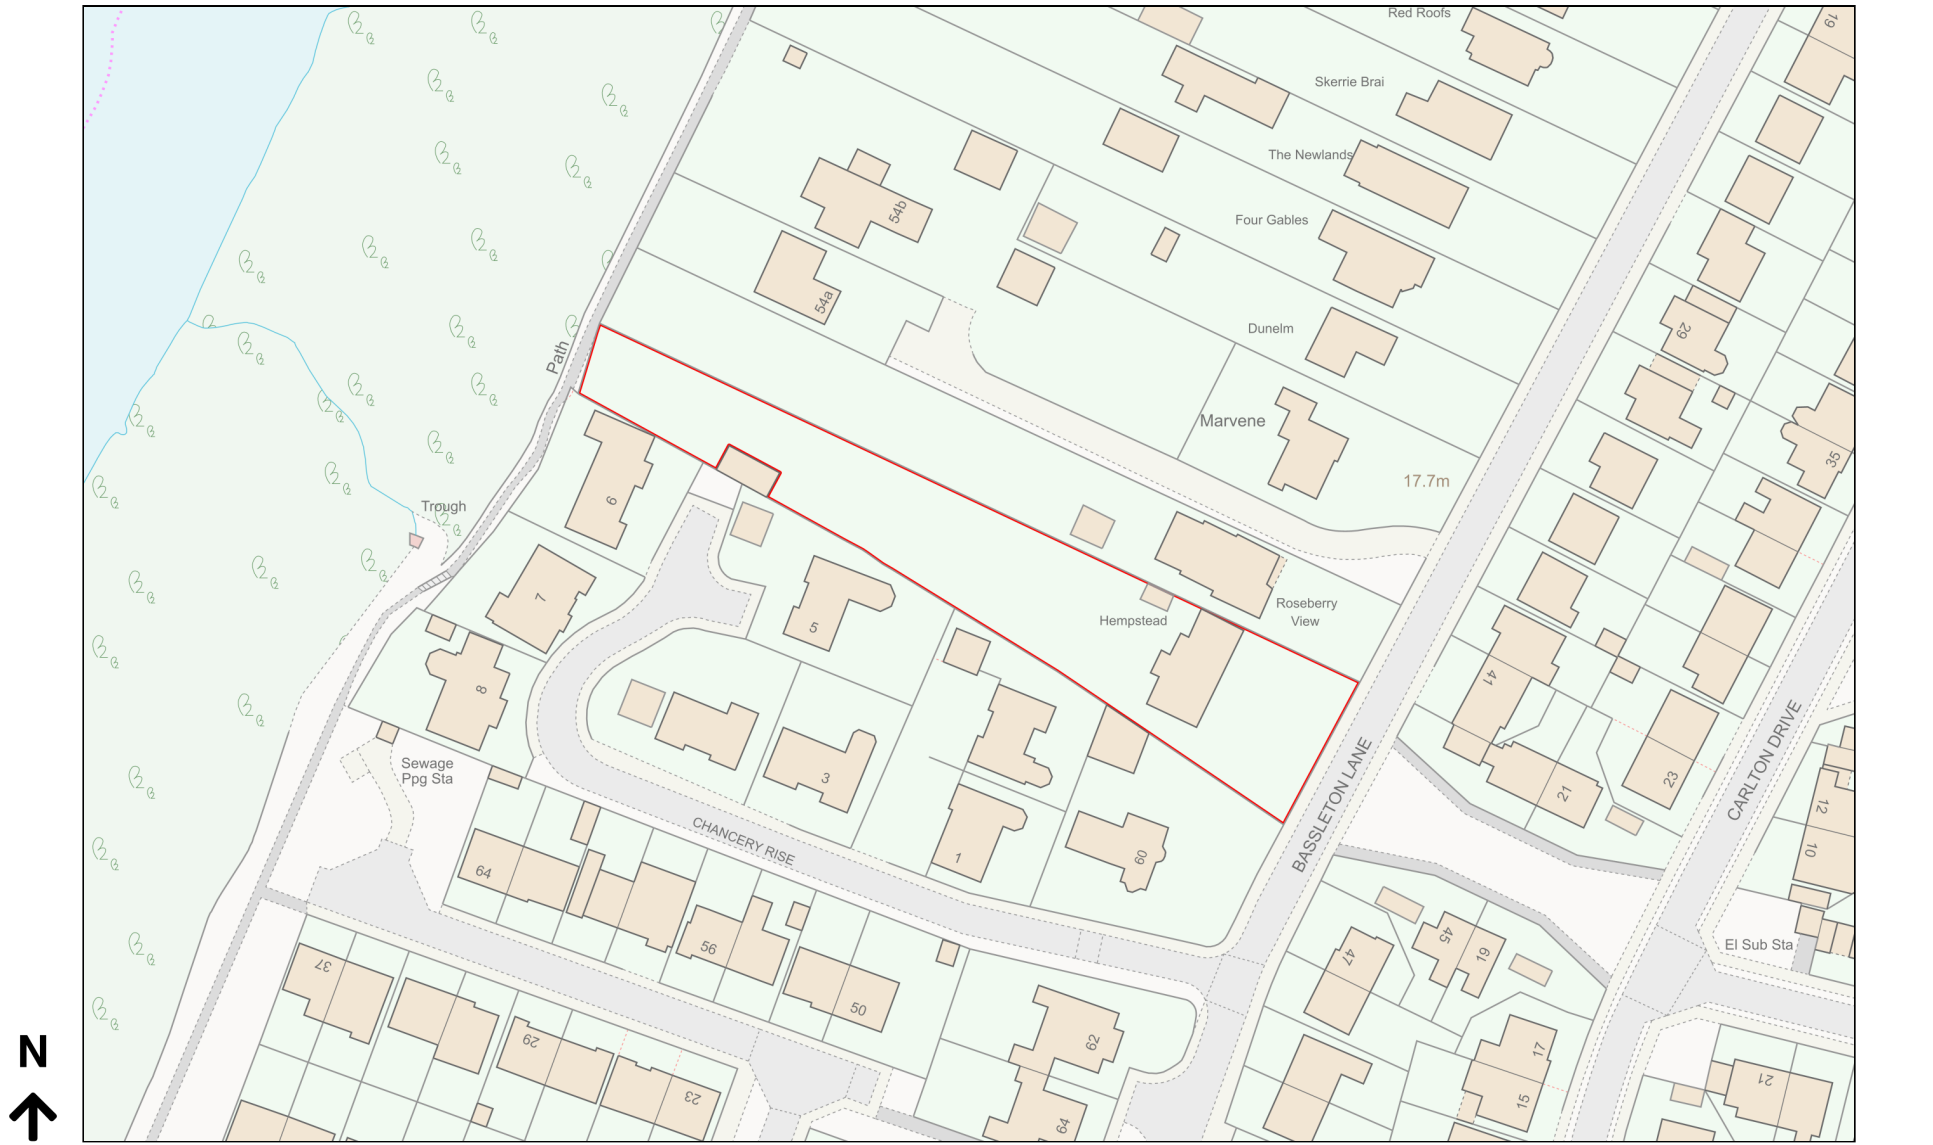 Red Roofs
19
Skerrie Brai
The Newlands
54b
Four Gables
54a
Dunelm
29
Path
Marvene
35
17.7m
6
Trough
7
Hempstead
Roseberry
View
5
8
41
CARLTON DRIVE
BASSLETON LANE
Sewage
Ppg Sta
3
23
21
12
CHANCERY RISE
10
1
60
64
56
El Sub Sta
45
47
19
37
50
N
29
62
17
23
21
15
64